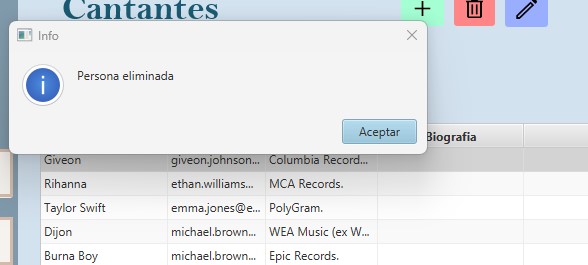 Cantantes
Info
Persona eliminada
Aceptar
Biografia
Giveon giveon.johnson... Columbia Record...
Rihanna ethan.williams... MCA Records.
Taylor Swift emma.jones@e... PolyGram.
Dijon michael.brown... WEA Music (ex W...
Burna Boy michael.brown... Epic Records.